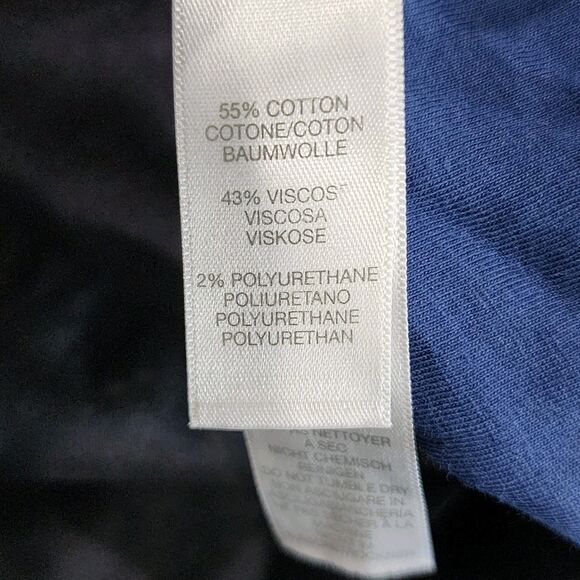 55% COTTON
COTONE/COTON
BAUMWOLLE
43% VISCOS
VISCOSA
VISKOSE
2% POLYURETHANE
POLIURETANO
POLYURETHANE
POLYURETHAN
NETTOYER
A SEC
NIGHT CHEMISCH
REINIGEN
DO NOT TUMBLE DRY